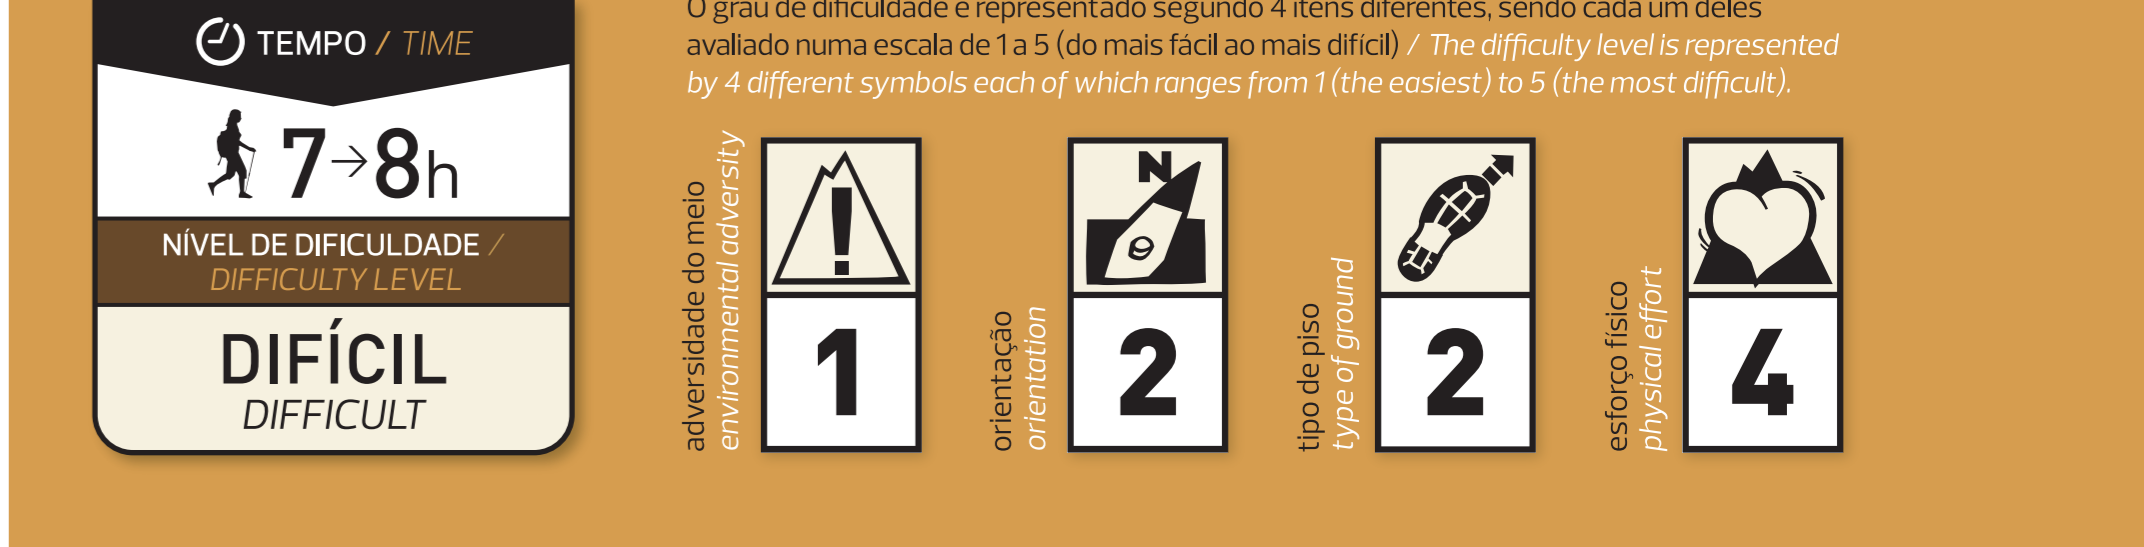 TEMPO / TIME
7→8h
NÍVEL DE DIFICULDADE /
DIFFICULTY LEVEL
DIFÍCIL
DIFFICULT
O grau de dificuldade é representado segundo 4 itens diferentes, sendo cada um deles
avaliado numa escala de 1 a 5 (do mais fácil ao mais difícil) / The difficulty level is represented
by 4 different symbols each of which ranges from 1 (the easiest) to 5 (the most difficult).
adversidade do meio
environmental adversity
!
1
orientação
orientation
N
2
tipo de piso
type of ground
2
esforço físico
physical effort
4